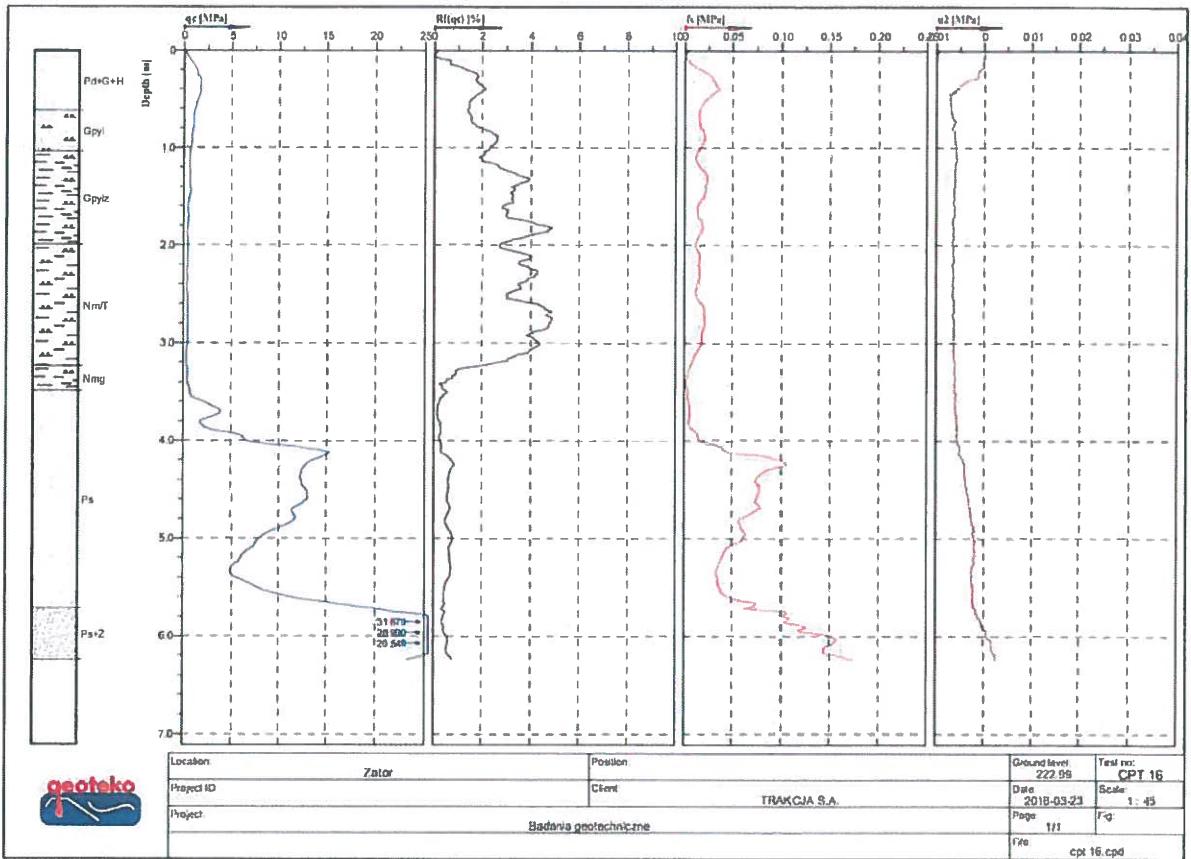 qc [MPa] Rf(qc) [%] fs [MPa] u2 [MPa]
0 5 10 15 20 25 0 2 4 6 8 10 0 0.05 0.10 0.15 0.20 0.25 0.01 0 0.01 0.02 0.03 0.04
Depth [m]
0
Pd+G+H
Gpyl
1.0
Gpylz
2.0
Nm/T
3.0
Nmg
4.0
Ps
5.0
31.670
6.0
Ps+Z
7.0
geoteko
Location:
Zator
Position:
Ground level:
222.99
Test no:
CPT 16
Project ID:
Client:
TRAKCJA S.A.
Date:
2018-03-23
Scale:
1 : 45
Project:
Badania geotechniczne
Page:
1/1
Fig:
File:
cpt 16.cpd